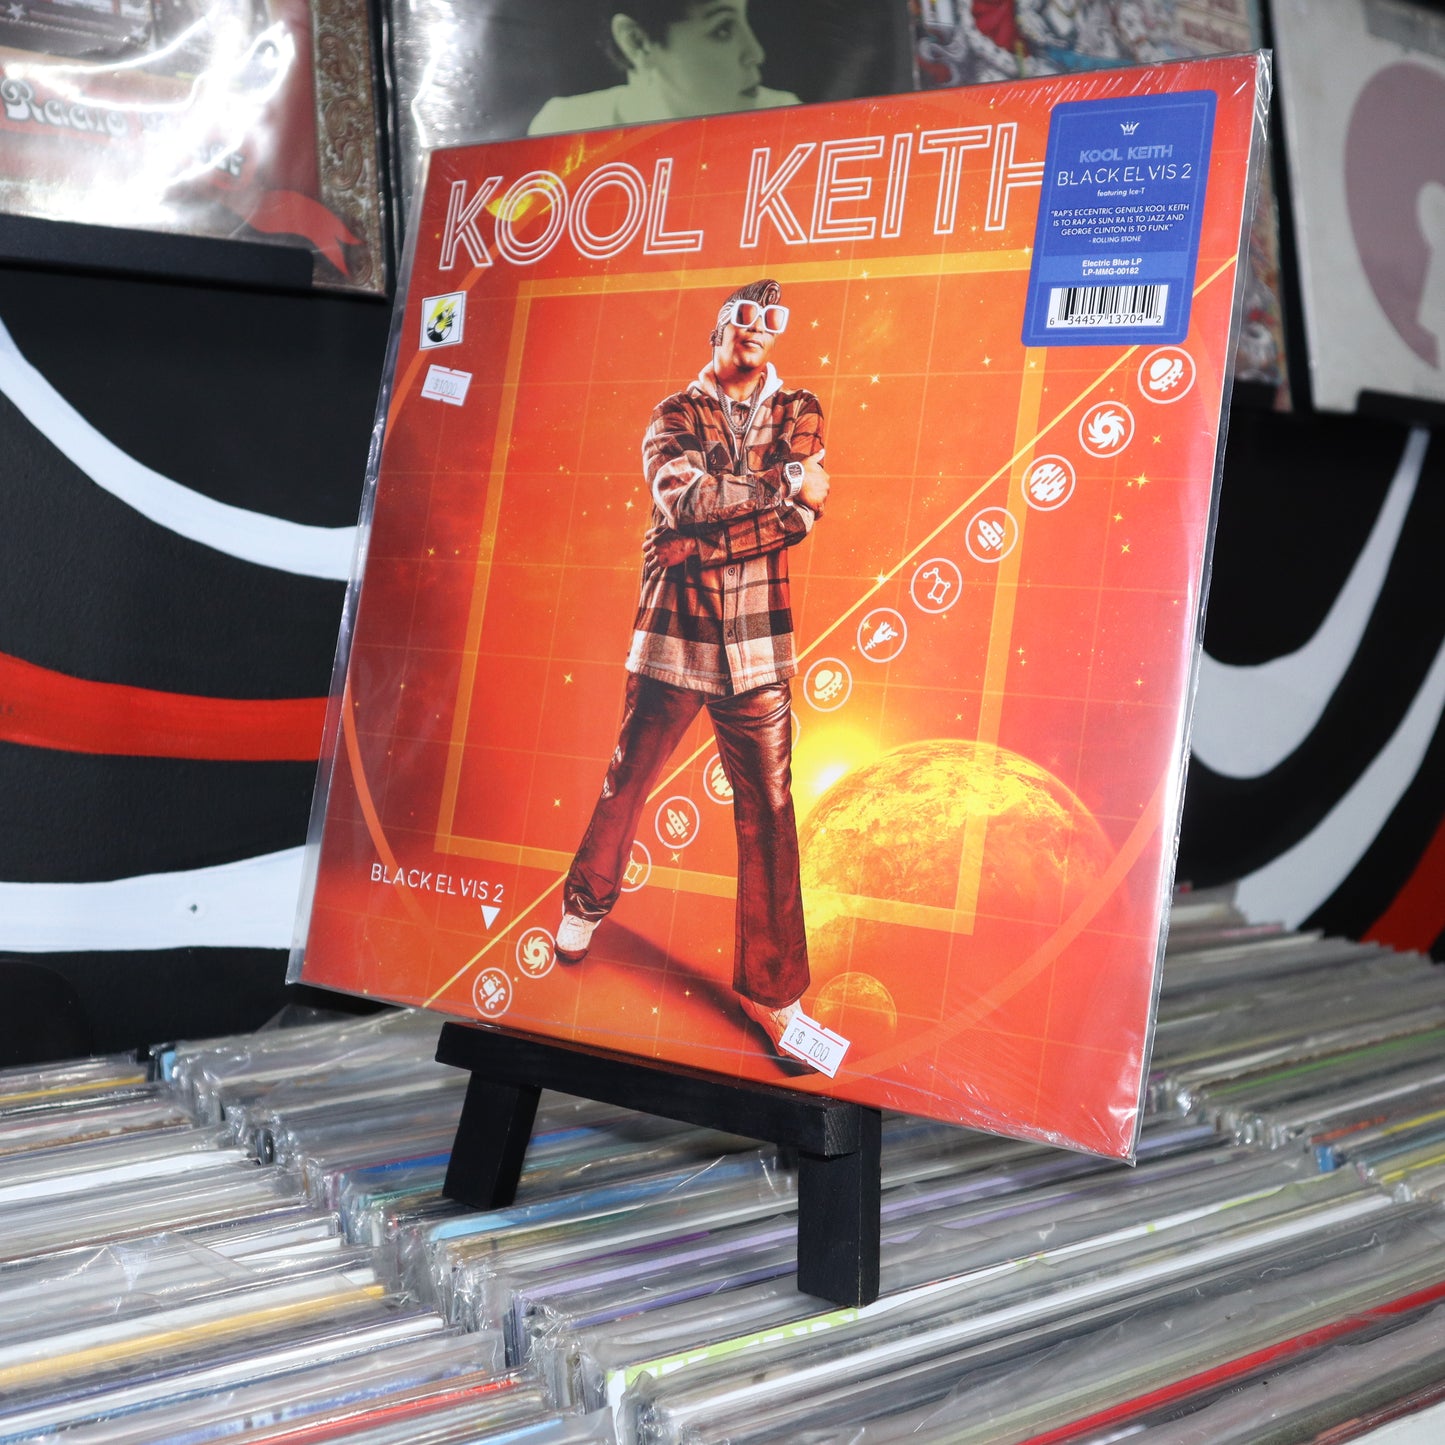 Radio
KOOL KEITH
KOOL KEITH
BLACK ELVIS 2
featuring Ice-T
"RAP'S ECCENTRIC GENIUS KOOL KEITH
IS TO RAP AS SUN RA IS TO JAZZ AND
GEORGE CLINTON IS TO FUNK"
- ROLLING STONE
Electric Blue LP
LP-MMG-00182
6 34457 13704 2
$1000
BLACK ELVIS 2
T$ 700